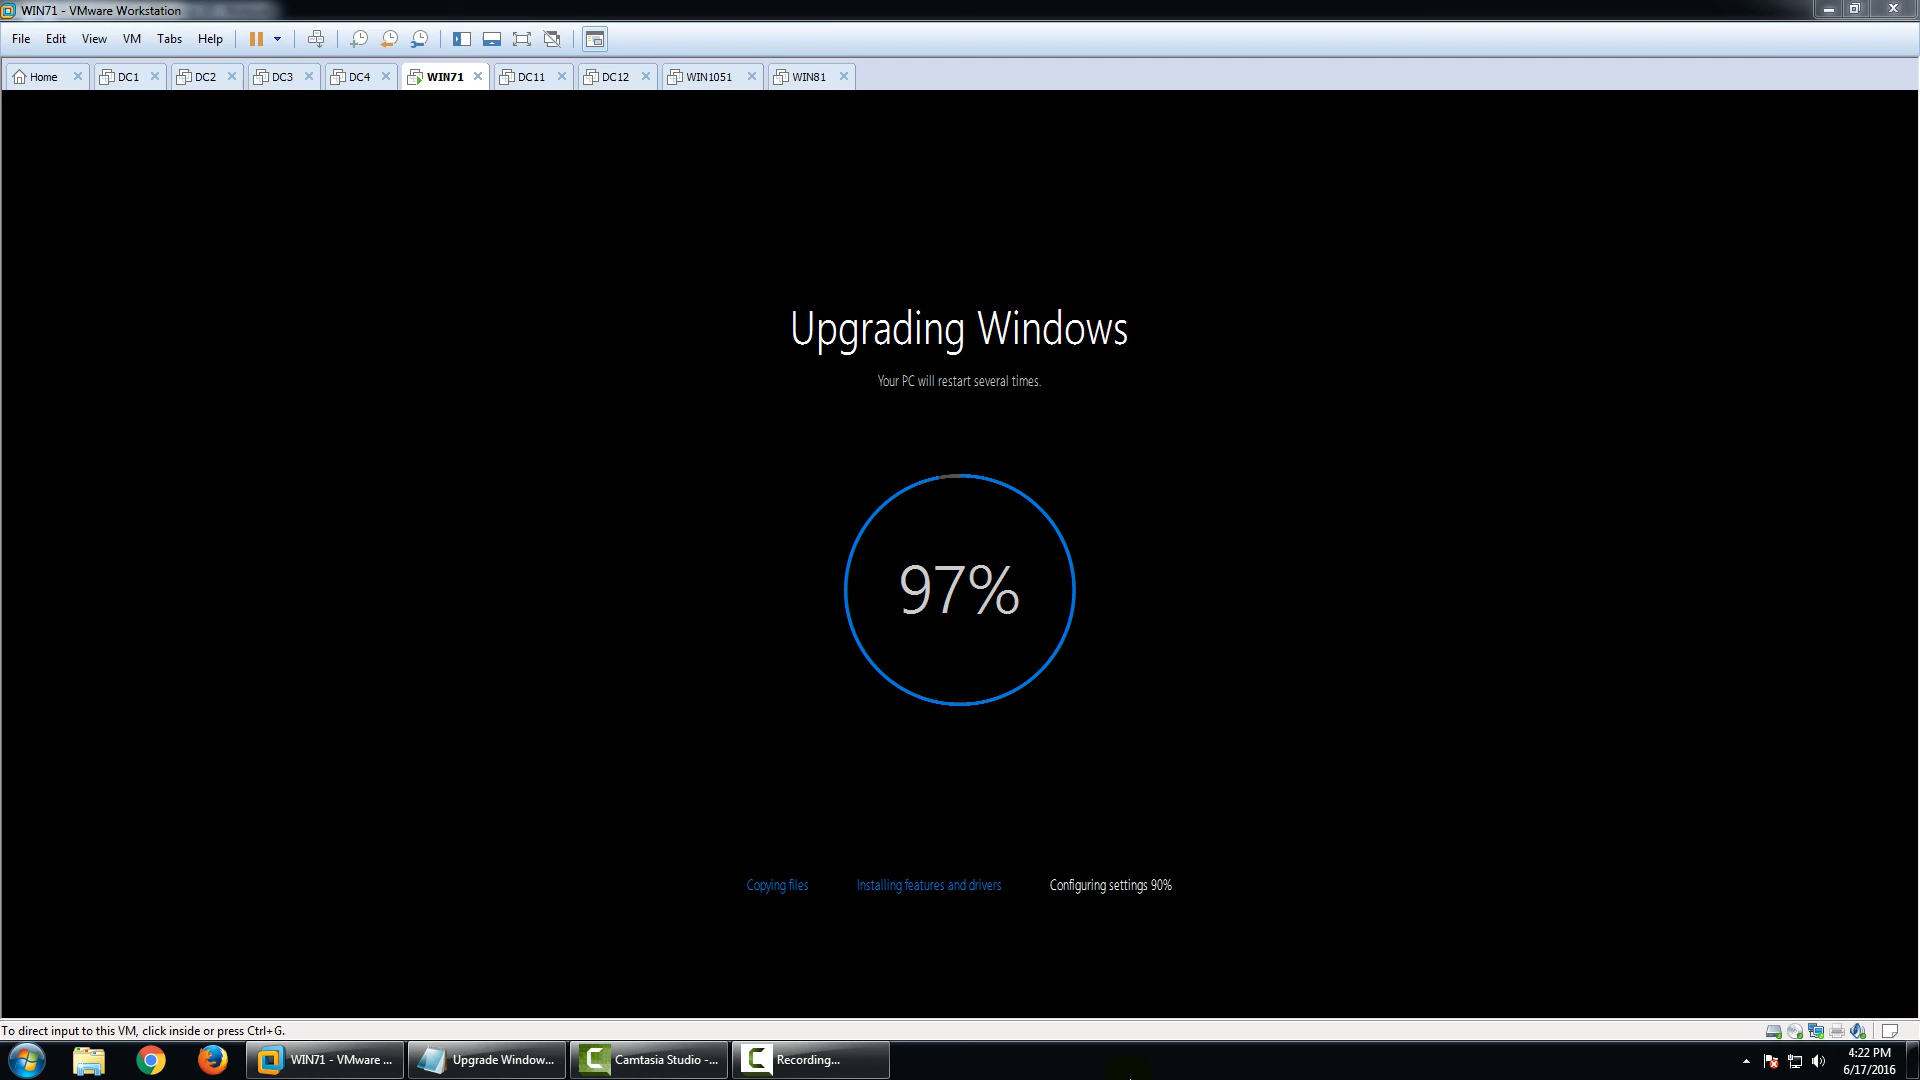 WIN71 - VMware Workstation
File Edit View VM Tabs Help
Home DC1 DC2 DC3 DC4 WIN71 DC11 DC12 WIN1051 WIN81
Upgrading Windows
Your PC will restart several times.
97%
Copying files Installing features and drivers Configuring settings 90%
To direct input to this VM, click inside or press Ctrl+G.
WIN71 - VMware ... Upgrade Window... Camtasia Studio -... Recording...
4:22 PM
6/17/2016